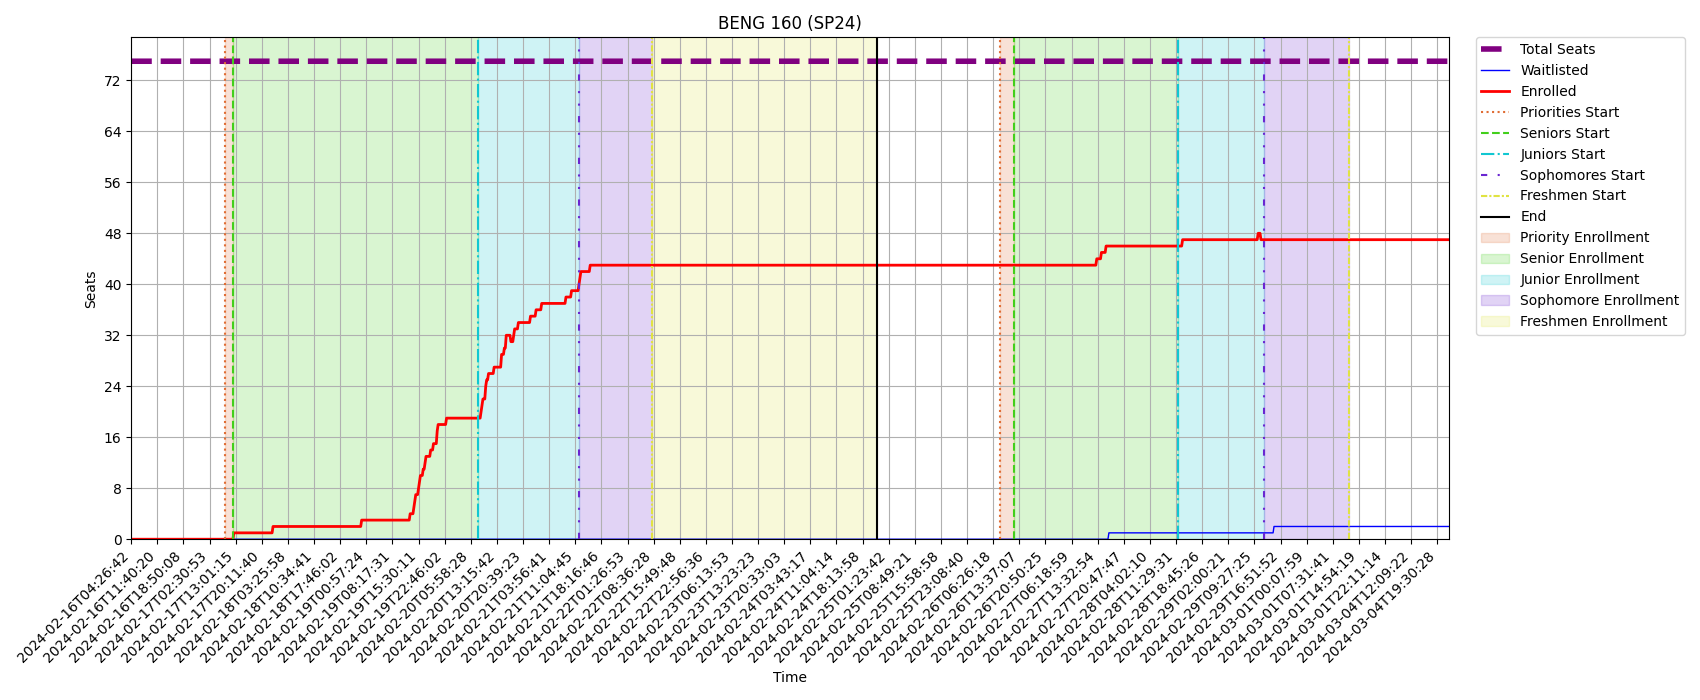 BENG 160 (SP24)
Seats
72
64
56
48
40
32
24
16
8
0
2024-02-16T04:26:42
2024-02-16T11:40:20
2024-02-16T18:50:08
2024-02-17T02:30:53
2024-02-17T13:01:15
2024-02-17T20:11:40
2024-02-18T03:25:58
2024-02-18T10:34:41
2024-02-18T17:46:02
2024-02-19T00:57:24
2024-02-19T08:17:31
2024-02-19T15:30:11
2024-02-19T22:46:02
2024-02-20T05:58:28
2024-02-20T13:15:42
2024-02-20T20:39:23
2024-02-21T03:56:41
2024-02-21T11:04:45
2024-02-21T18:16:46
2024-02-22T01:26:53
2024-02-22T08:36:28
2024-02-22T15:49:48
2024-02-22T22:56:36
2024-02-23T06:13:53
2024-02-23T13:23:23
2024-02-23T20:33:03
2024-02-24T03:43:17
2024-02-24T11:04:14
2024-02-24T18:13:58
2024-02-25T01:23:42
2024-02-25T08:49:21
2024-02-25T15:58:58
2024-02-25T23:08:40
2024-02-26T06:26:18
2024-02-26T13:37:07
2024-02-26T20:50:25
2024-02-27T06:18:59
2024-02-27T13:32:54
2024-02-27T20:47:47
2024-02-28T04:02:10
2024-02-28T11:29:31
2024-02-28T18:45:26
2024-02-29T02:00:21
2024-02-29T09:27:25
2024-02-29T16:51:52
2024-03-01T00:07:59
2024-03-01T07:31:41
2024-03-01T14:54:19
2024-03-01T22:11:14
2024-03-04T12:09:22
2024-03-04T19:30:28
Time
Total Seats
Waitlisted
Enrolled
Priorities Start
Seniors Start
Juniors Start
Sophomores Start
Freshmen Start
End
Priority Enrollment
Senior Enrollment
Junior Enrollment
Sophomore Enrollment
Freshmen Enrollment